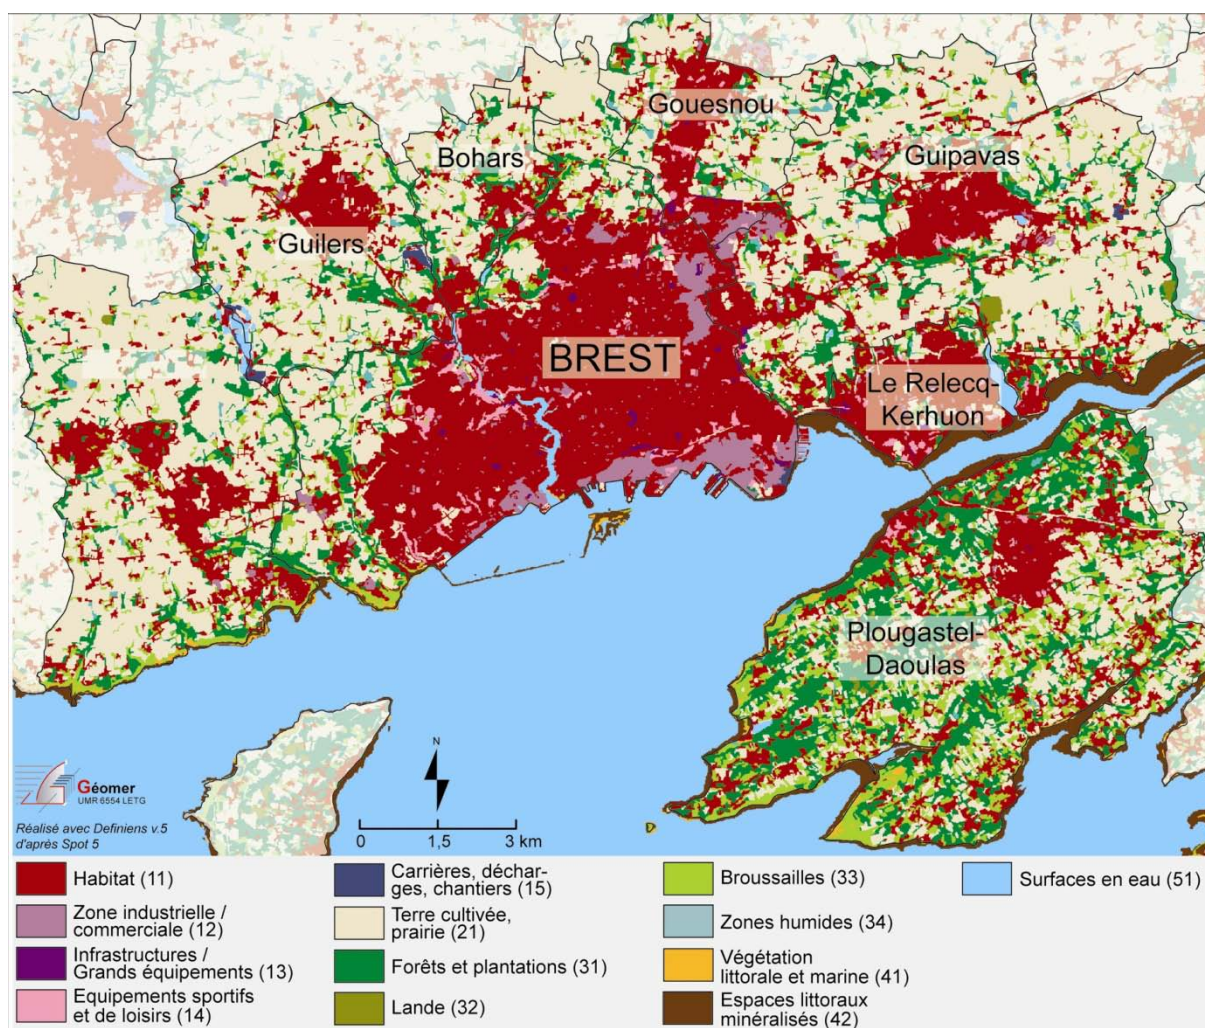 Gouesnou
Bohars
Guipavas
Guilers
BREST
Le Relecq-
Kerhuon
Plougastel-
Daoulas
N
Géomer
UMR 6554 LETG
Réalisé avec Definiens v.5
d'après Spot 5
0 1,5 3 km
Habitat (11)
Zone industrielle /
commerciale (12)
Infrastructures /
Grands équipements (13)
Equipements sportifs
et de loisirs (14)
Carrières, déchar-
ges, chantiers (15)
Terre cultivée,
prairie (21)
Forêts et plantations (31)
Lande (32)
Broussailles (33)
Zones humides (34)
Végétation
littorale et marine (41)
Espaces littoraux
minéralisés (42)
Surfaces en eau (51)